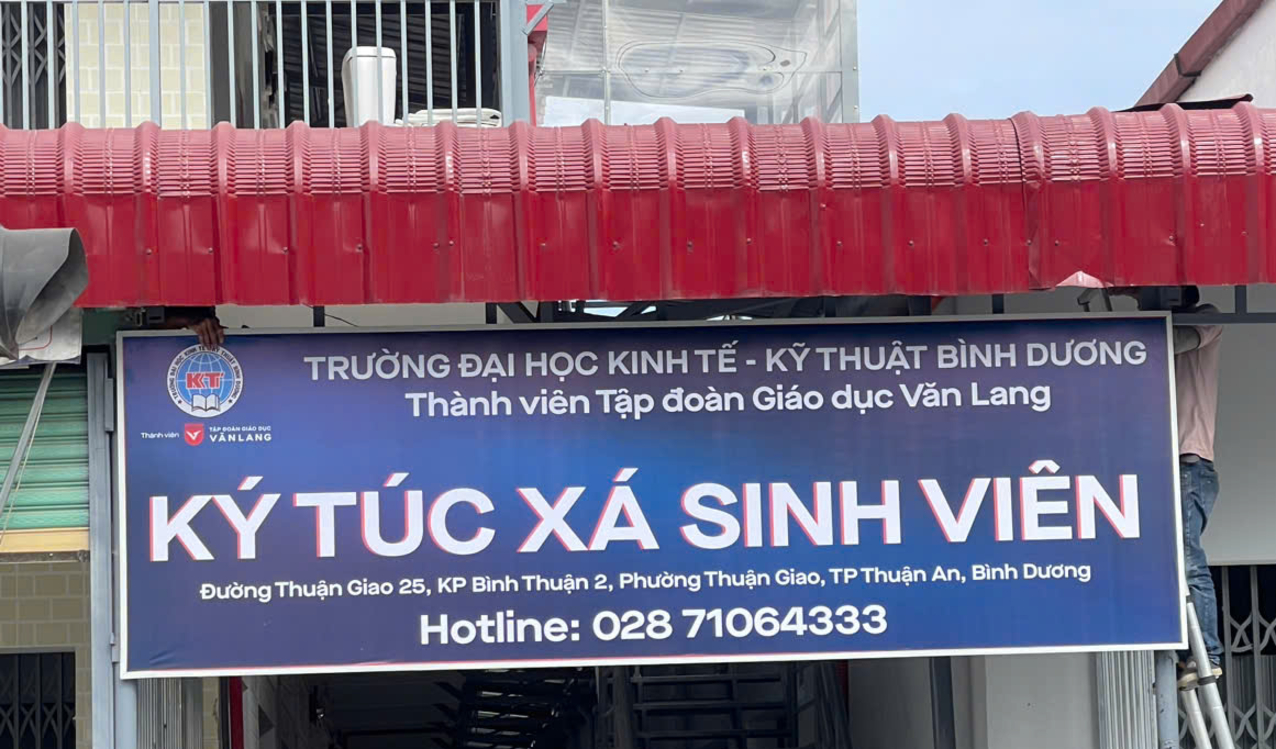 TRƯỜNG ĐẠI HỌC KINH TẾ - KỸ THUẬT BÌNH DƯƠNG
Thành viên Tập đoàn Giáo dục Văn Lang
KT
Thành viên
TẬP ĐOÀN GIÁO DỤC
VĂN LANG
KÝ TÚC XÁ SINH VIÊN
Đường Thuận Giao 25, KP Bình Thuận 2, Phường Thuận Giao, TP Thuận An, Bình Dương
Hotline: 028 71064333